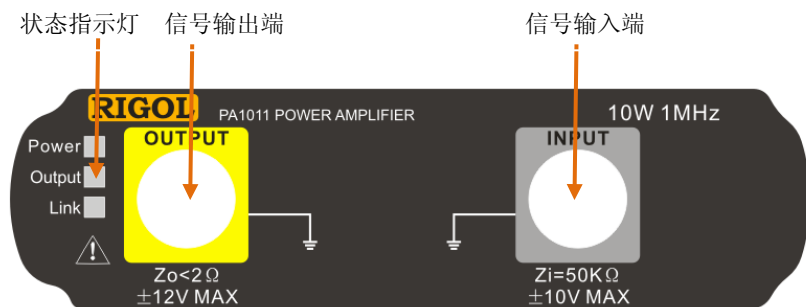 状态指示灯 信号输出端 信号输入端
RIGOL PA1011 POWER AMPLIFIER 10W 1MHz
OUTPUT INPUT
Power
Output
Link
Zo<2Ω Zi=50KΩ
±12V MAX ±10V MAX